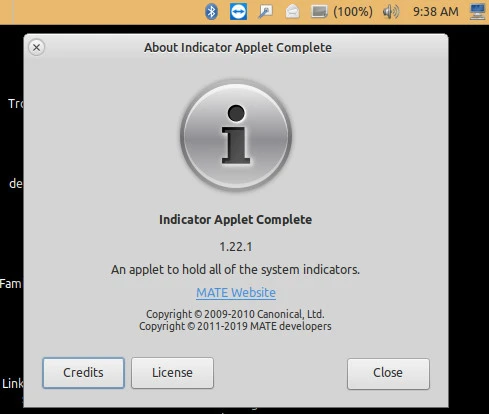 (100%) 9:38 AM
About Indicator Applet Complete
Indicator Applet Complete
1.22.1
An applet to hold all of the system indicators.
MATE Website
Copyright © 2009-2010 Canonical, Ltd.
Copyright © 2011-2019 MATE developers
Credits License Close
Link